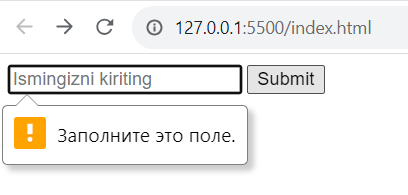 127.0.0.1:5500/index.html
Ismingizni kiriting Submit
Заполните это поле.